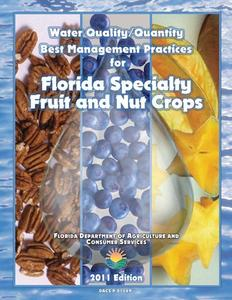 Water Quality/Quantity
Best Management Practices
for
Florida Specialty
Fruit and Nut Crops
Florida Department of Agriculture and
Consumer Services
2011 Edition